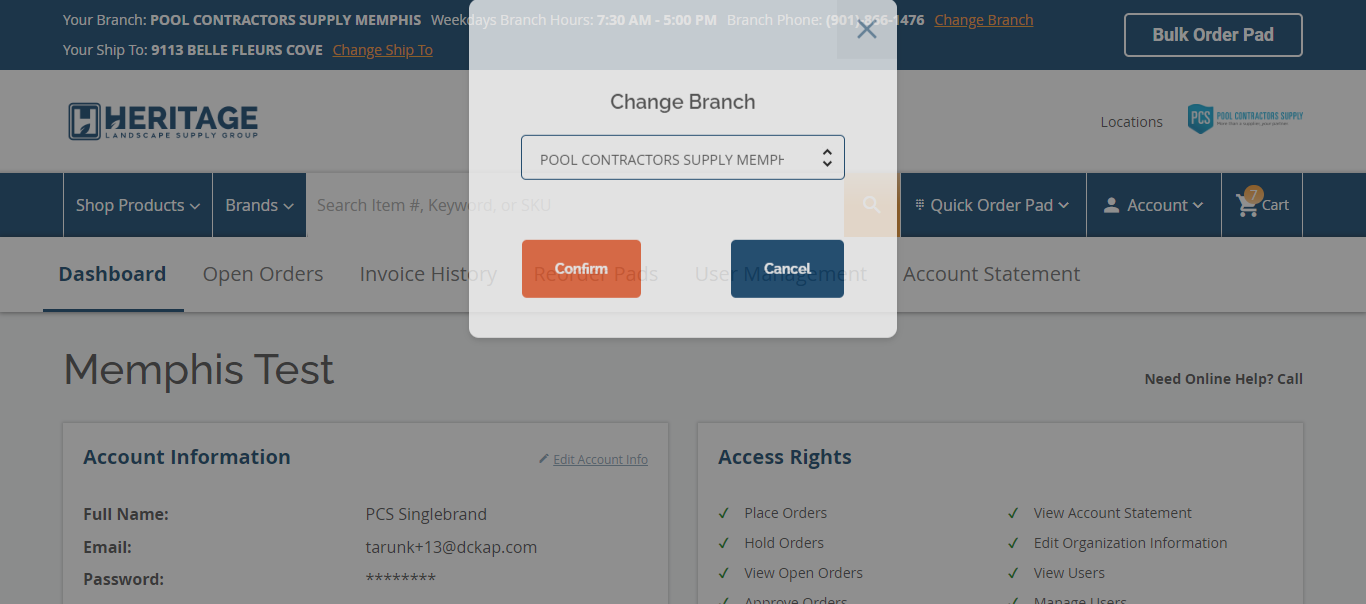 Your Branch: POOL CONTRACTORS SUPPLY MEMPHIS Weekdays Branch Hours: 7:30 AM - 5:00 PM Branch Phone: (901) 866-1476 Change Branch
Bulk Order Pad
Your Ship To: 9113 BELLE FLEURS COVE Change Ship To
Change Branch
HERITAGE
LANDSCAPE SUPPLY GROUP
Locations
PCS POOL CONTRACTORS SUPPLY
POOL CONTRACTORS SUPPLY MEMPH
Shop Products
Brands
Search Item #, Keyword, or SKU
Quick Order Pad
Account
7
Cart
Confirm
Cancel
Dashboard
Open Orders
Invoice History
Reorder Pads
User Management
Account Statement
Memphis Test
Need Online Help? Call
Account Information
Edit Account Info
Full Name: PCS Singlebrand
Email: tarunk+13@dckap.com
Password: ********
Access Rights
Place Orders
View Account Statement
Hold Orders
Edit Organization Information
View Open Orders
View Users
Approve Orders
Manage Users